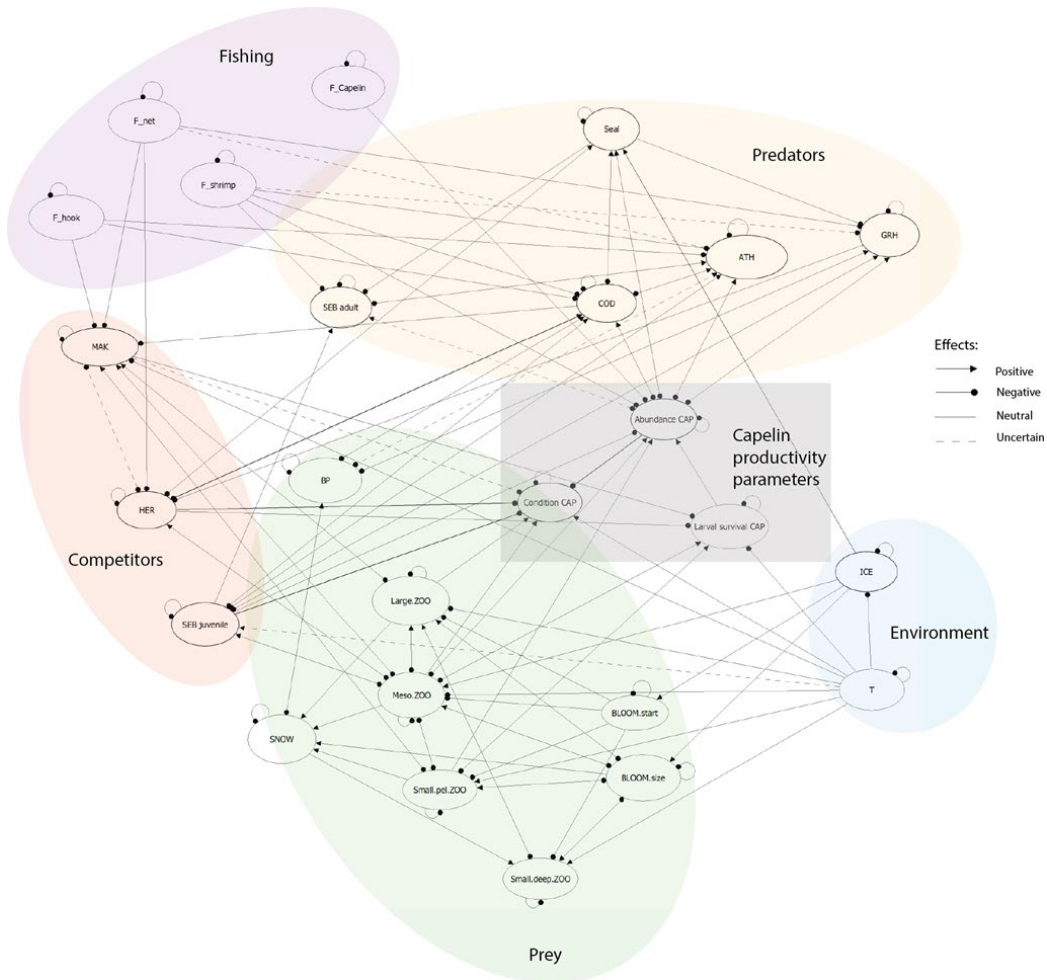 Fishing
F_Capelin
F_net
F_shrimp
F_hook
Seal
Predators
GRH
ATH
SEB adult
COD
MAK
Effects:
Positive
Negative
Neutral
Uncertain
Abundance CAP
Capelin
productivity
parameters
BP
HER
Condition CAP
Larval survival CAP
Competitors
ICE
Large.ZOO
SEB juvenile
Environment
Meso.ZOO
T
BLOOM.start
SNOW
BLOOM.size
Small.pel.ZOO
Small.deep.ZOO
Prey